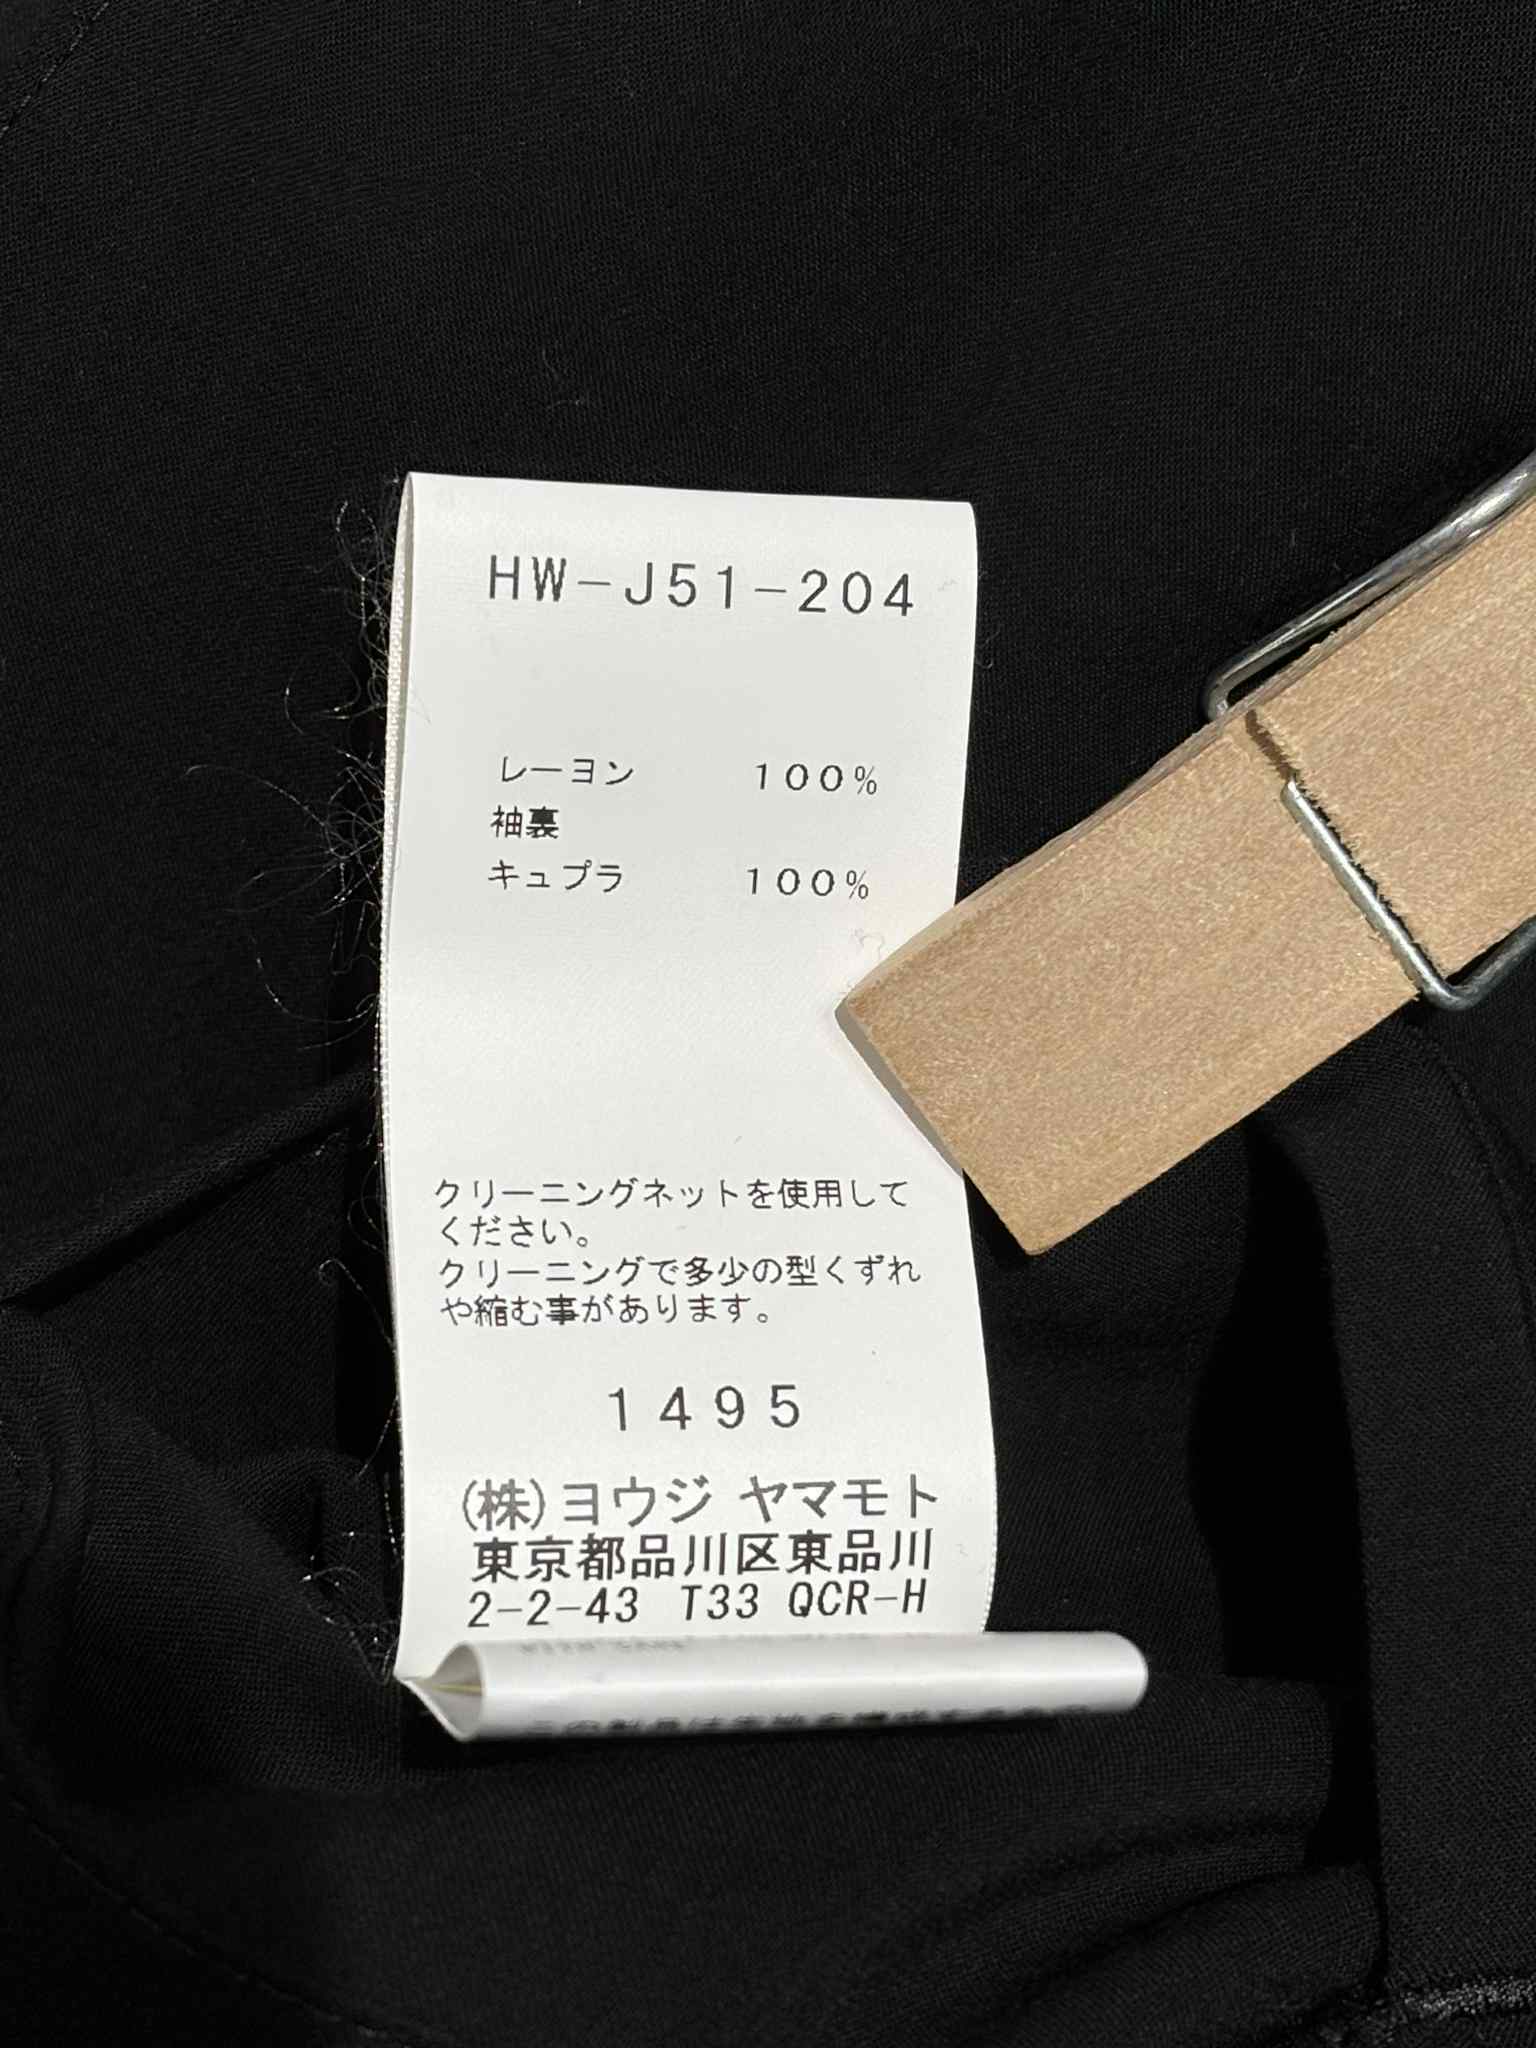 HW-J51-204
レーヨン 100%
袖裏
キュプラ 100%
クリーニングネットを使用して
ください。
クリーニングで多少の型くずれ
や縮む事があります。
1495
(株)ヨウジ ヤマモト
東京都品川区東品川
2-2-43 T33 QCR-H